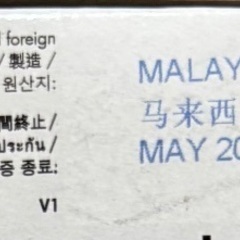 foreign
/ 製造 /
원산지:
MALAY
马来西
MAY 20
間終止/
ประกัน/
증 종료:
V1